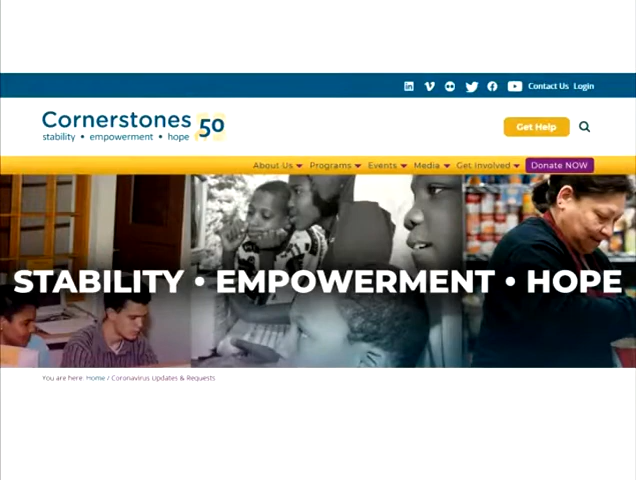 Contact Us Login
Cornerstones 50
stability • empowerment • hope
Get Help
About Us Programs Events Media Get Involved Donate NOW
STABILITY • EMPOWERMENT • HOPE
You are here: Home / Coronavirus Updates & Requests